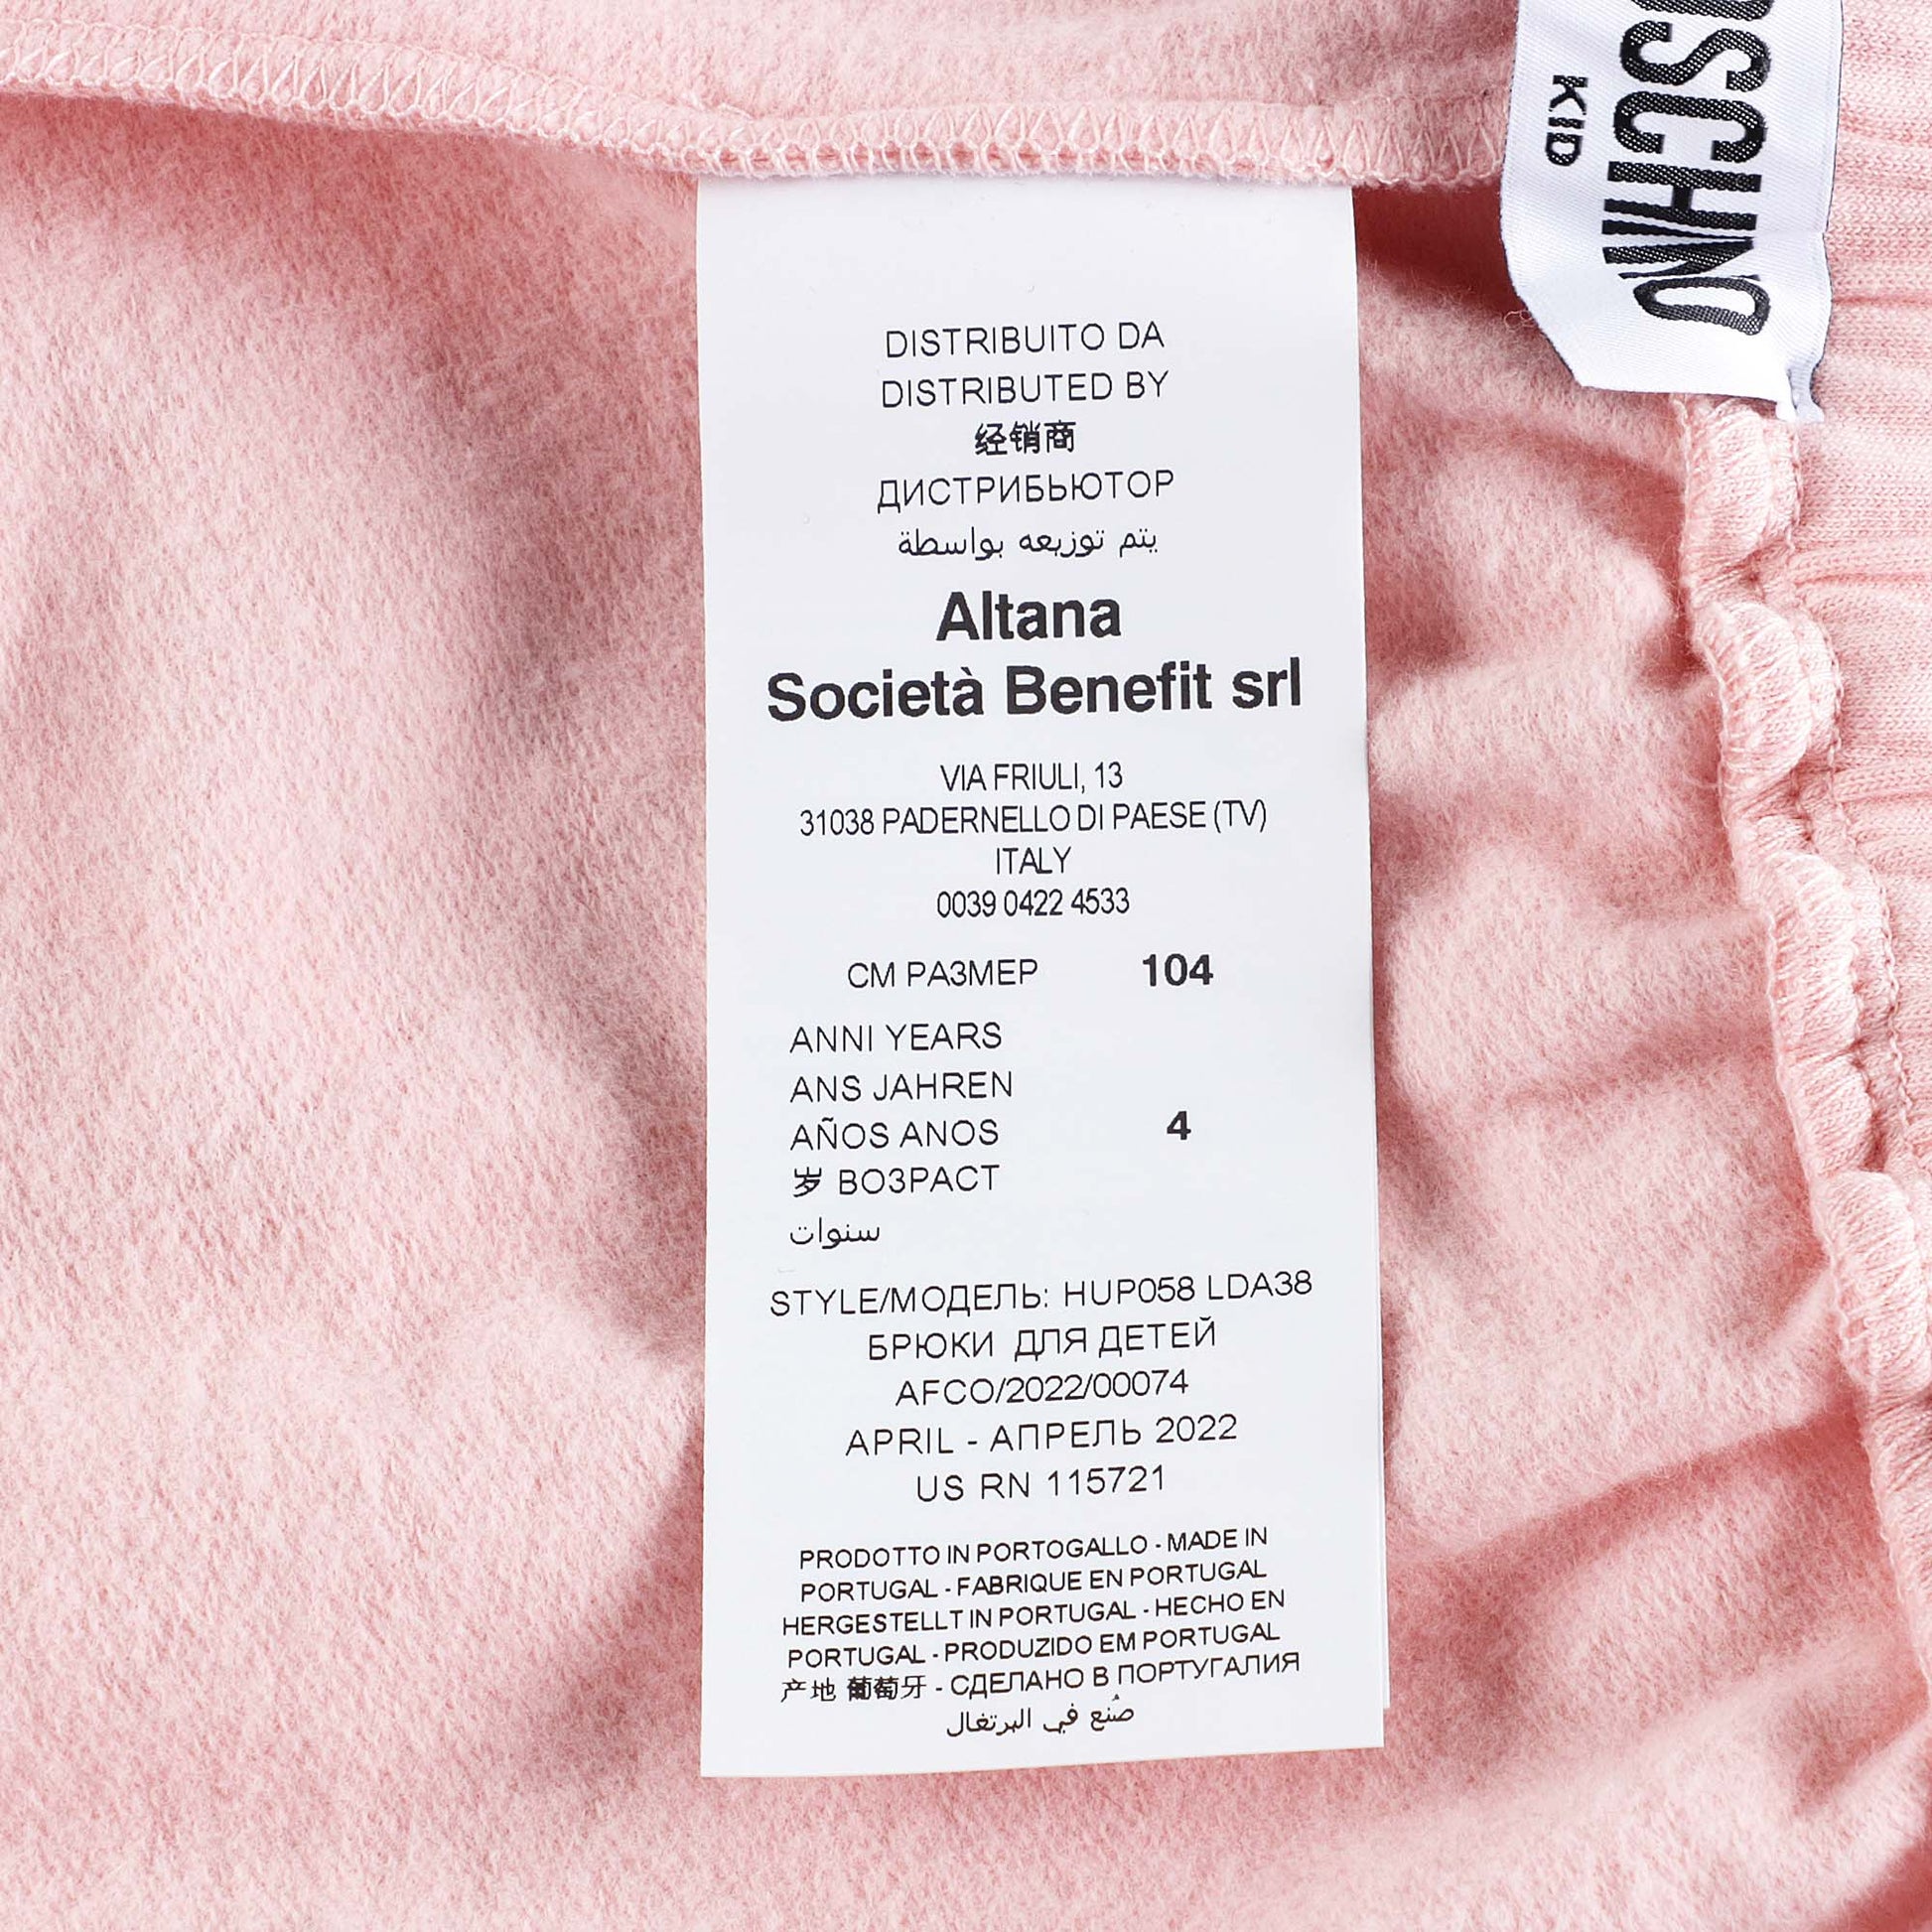 DISTRIBUITO DA
DISTRIBUTED BY
经销商
ДИСТРИБЬЮТОР
يتم توزيعه بواسطة
Altana
Società Benefit srl
VIA FRIULI, 13
31038 PADERNELLO DI PAESE (TV)
ITALY
0039 0422 4533
СМ РАЗМЕР 104
ANNI YEARS
ANS JAHREN
AÑOS ANOS 4
岁 ВОЗРАСТ
سنوات
STYLE/МОДЕЛЬ: HUP058 LDA38
БРЮКИ ДЛЯ ДЕТЕЙ
AFCO/2022/00074
APRIL - АПРЕЛЬ 2022
US RN 115721
PRODOTTO IN PORTOGALLO - MADE IN
PORTUGAL - FABRIQUE EN PORTUGAL
HERGESTELLT IN PORTUGAL - HECHO EN
PORTUGAL - PRODUZIDO EM PORTUGAL
产地 葡萄牙 - СДЕЛАНО В ПОРТУГАЛИЯ
صُنع في البرتغال
OSCHINO
KID